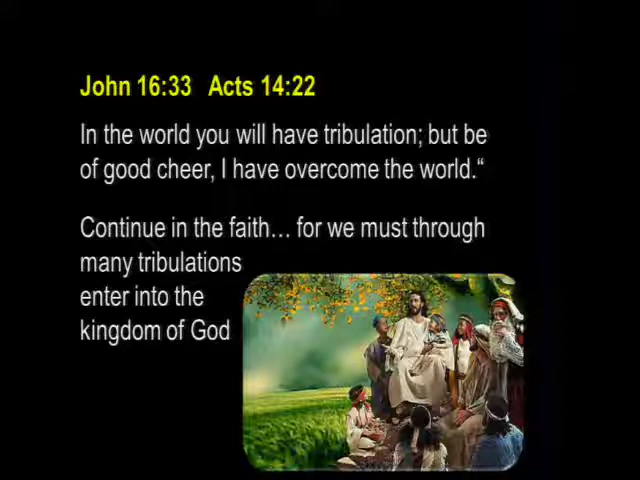 John 16:33 Acts 14:22
In the world you will have tribulation; but be
of good cheer, I have overcome the world.“
Continue in the faith… for we must through
many tribulations
enter into the
kingdom of God